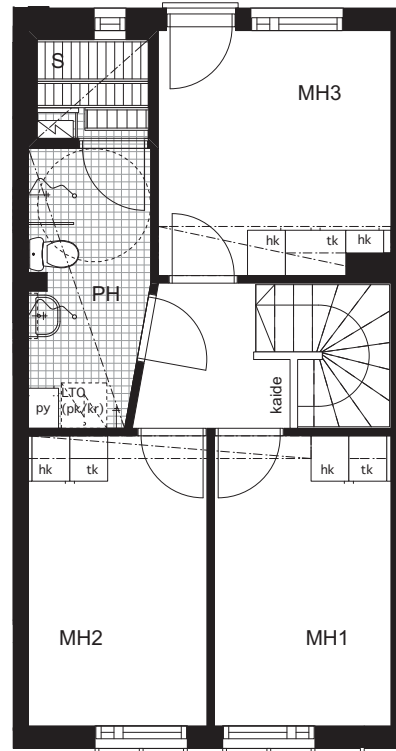 S
MH3
hk tk hk
PH
kaide
LTO
py (pk/kr)
hk tk hk tk
MH2 MH1